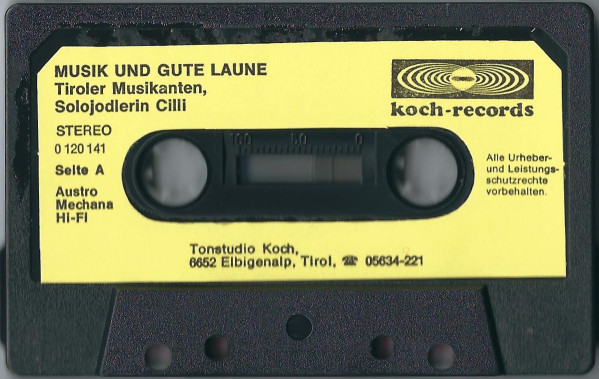 MUSIK UND GUTE LAUNE
Tiroler Musikanten,
Solojodlerin Cilli
koch-records
STEREO
0 120 141
Seite A
Austro
Mechana
Hi-Fi
100 50 0
Alle Urheber-
und Leistungs-
schutzrechte
vorbehalten.
Tonstudio Koch,
6652 Elbigenalp, Tirol, ☎ 05634-221